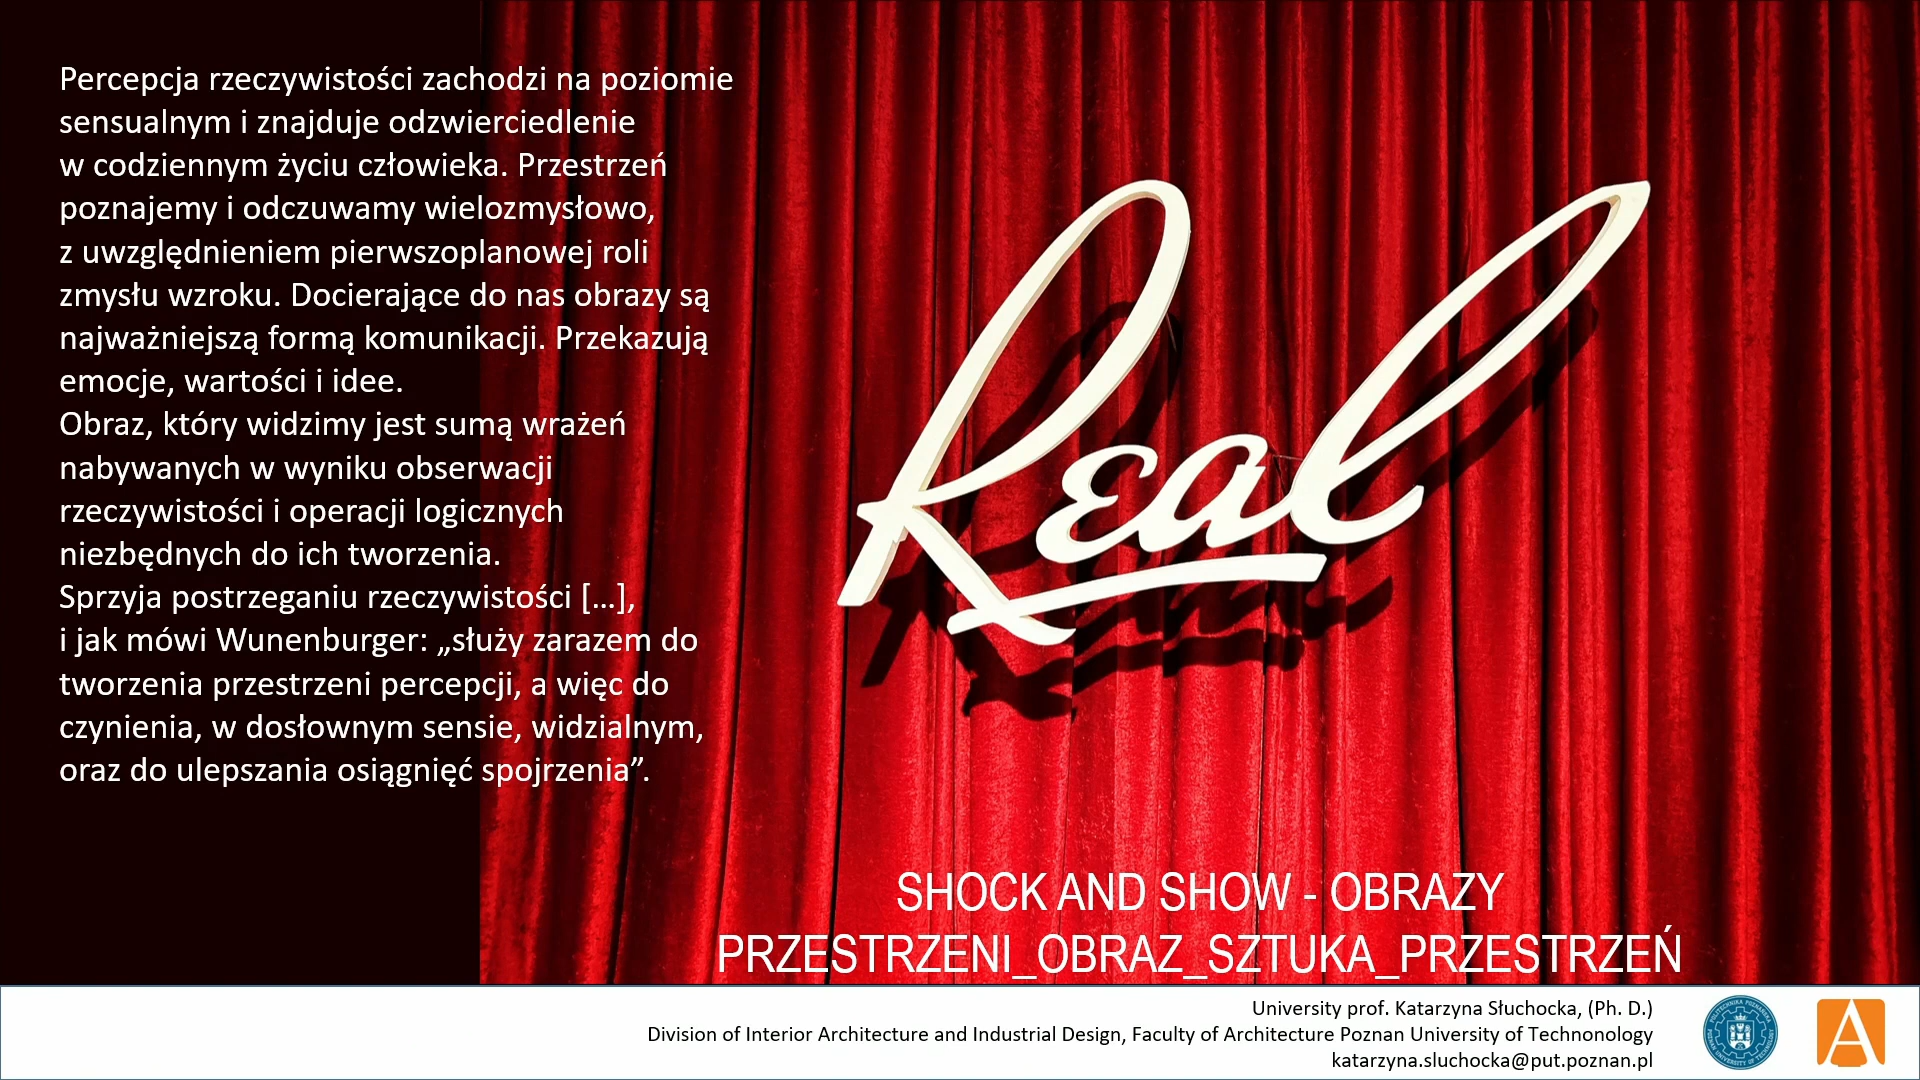 Percepcja rzeczywistości zachodzi na poziomie
sensualnym i znajduje odzwierciedlenie
w codziennym życiu człowieka. Przestrzeń
poznajemy i odczuwamy wielozmysłowo,
z uwzględnieniem pierwszoplanowej roli
zmysłu wzroku. Docierające do nas obrazy są
najważniejszą formą komunikacji. Przekazują
emocje, wartości i idee.
Obraz, który widzimy jest sumą wrażeń
nabywanych w wyniku obserwacji
rzeczywistości i operacji logicznych
niezbędnych do ich tworzenia.
Sprzyja postrzeganiu rzeczywistości […],
i jak mówi Wunenburger: „służy zarazem do
tworzenia przestrzeni percepcji, a więc do
czynienia, w dosłownym sensie, widzialnym,
oraz do ulepszania osiągnięć spojrzenia”.
Real
SHOCK AND SHOW - OBRAZY
PRZESTRZENI_OBRAZ_SZTUKA_PRZESTRZEŃ
University prof. Katarzyna Słuchocka, (Ph. D.)
Division of Interior Architecture and Industrial Design, Faculty of Architecture Poznan University of Technonology
katarzyna.sluchocka@put.poznan.pl
A